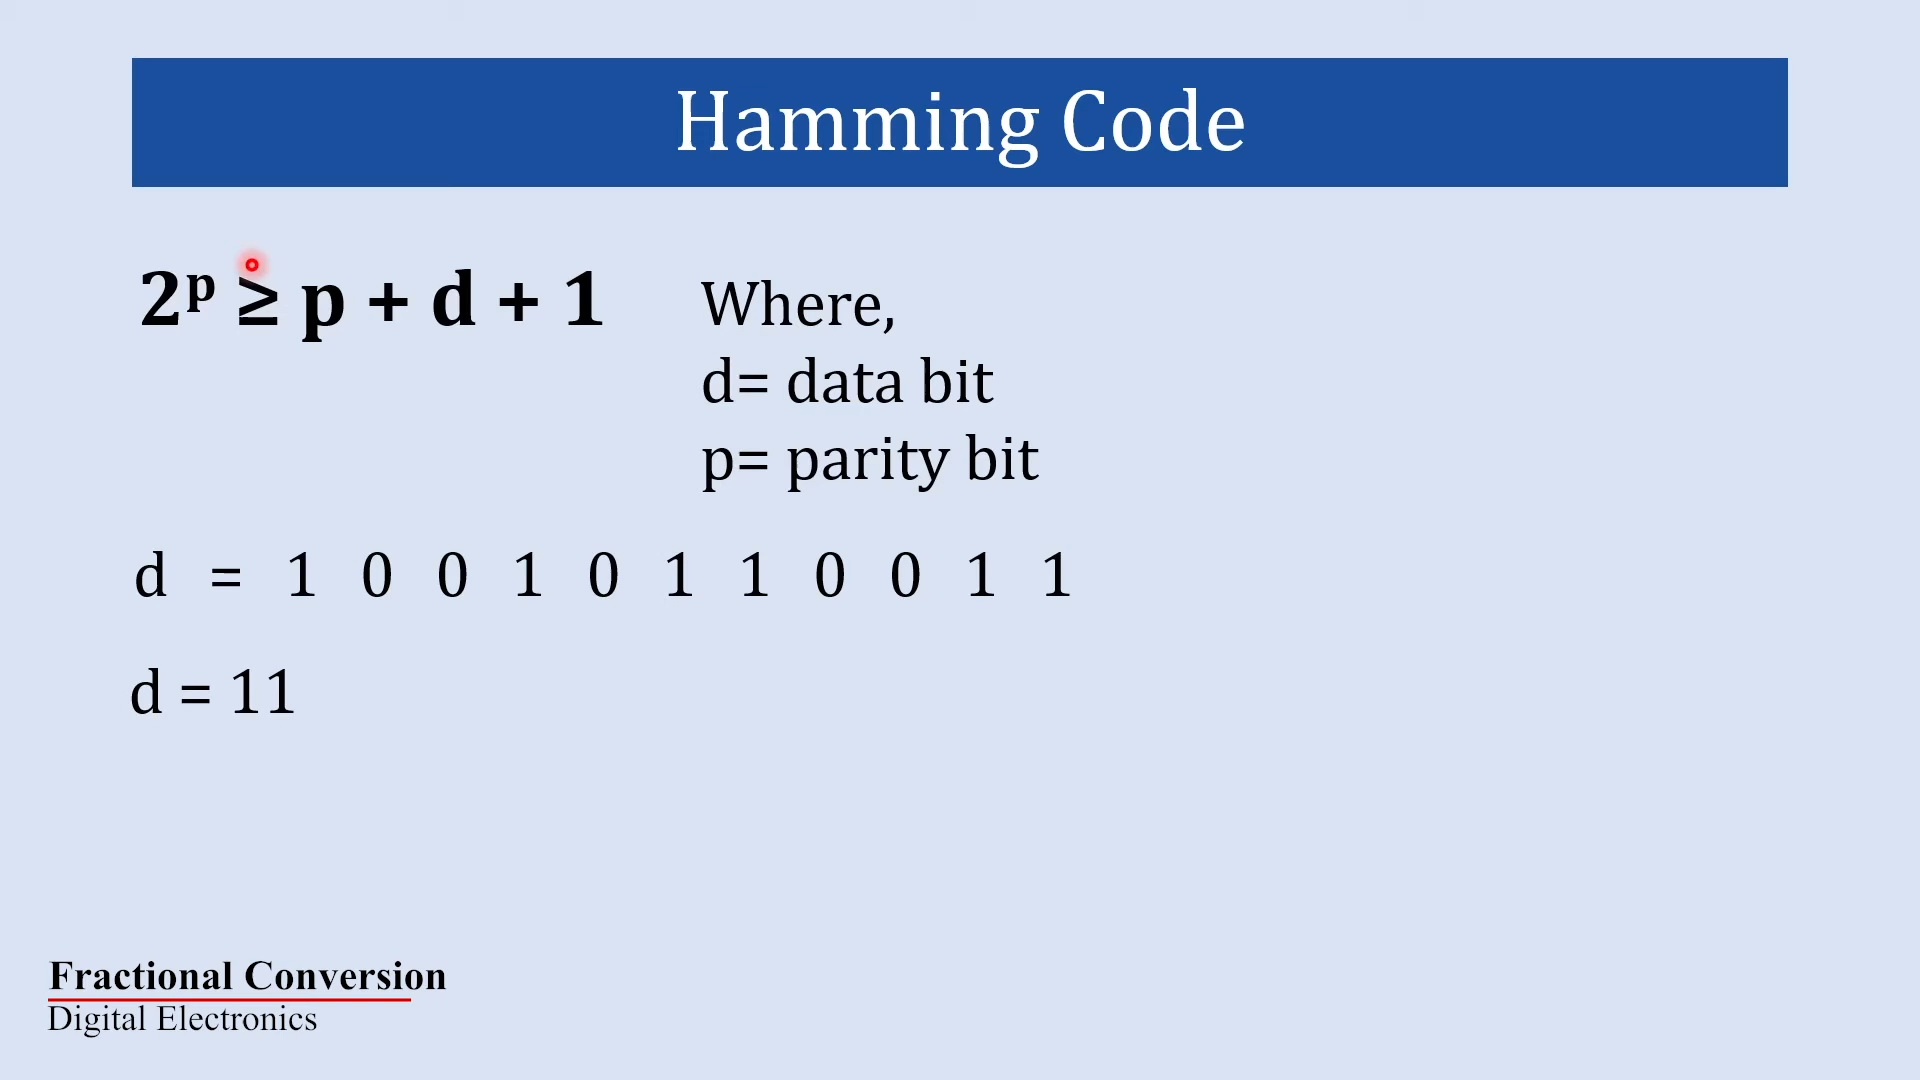 Hamming Code
2ᵖ ≥ p + d + 1
Where,
d= data bit
p= parity bit
d = 1 0 0 1 0 1 1 0 0 1 1
d = 11
Fractional Conversion
Digital Electronics